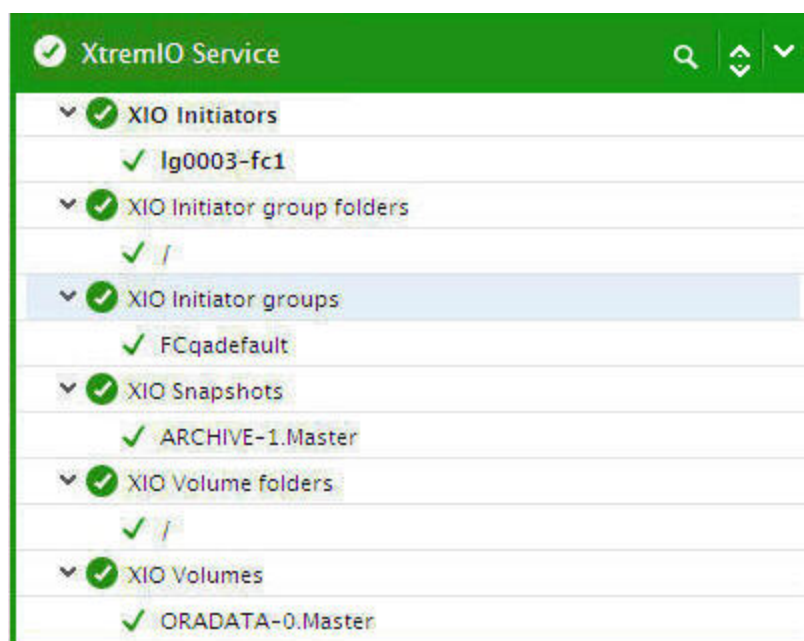 XtremIO Service
XIO Initiators
lg0003-fc1
XIO Initiator group folders
/
XIO Initiator groups
FCqadefault
XIO Snapshots
ARCHIVE-1.Master
XIO Volume folders
/
XIO Volumes
ORADATA-0.Master